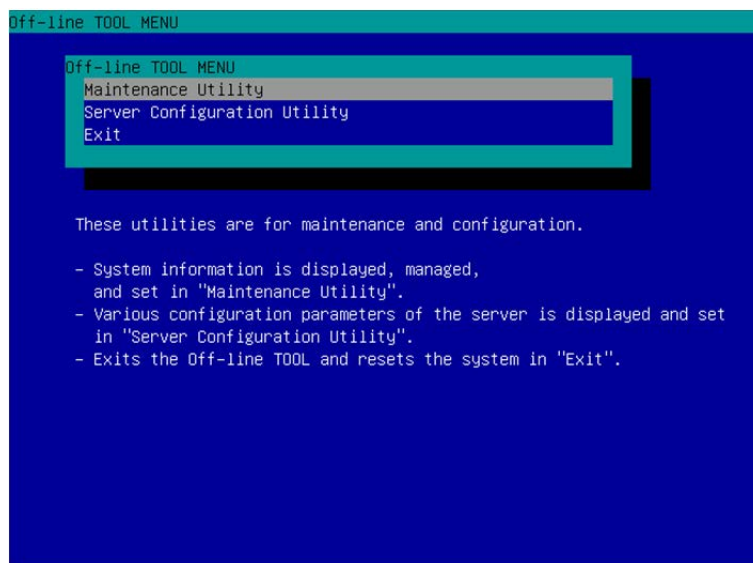 Off-line TOOL MENU
Off-line TOOL MENU
Maintenance Utility
Server Configuration Utility
Exit
These utilities are for maintenance and configuration.
- System information is displayed, managed,
and set in "Maintenance Utility".
- Various configuration parameters of the server is displayed and set
in "Server Configuration Utility".
- Exits the Off-line TOOL and resets the system in "Exit".